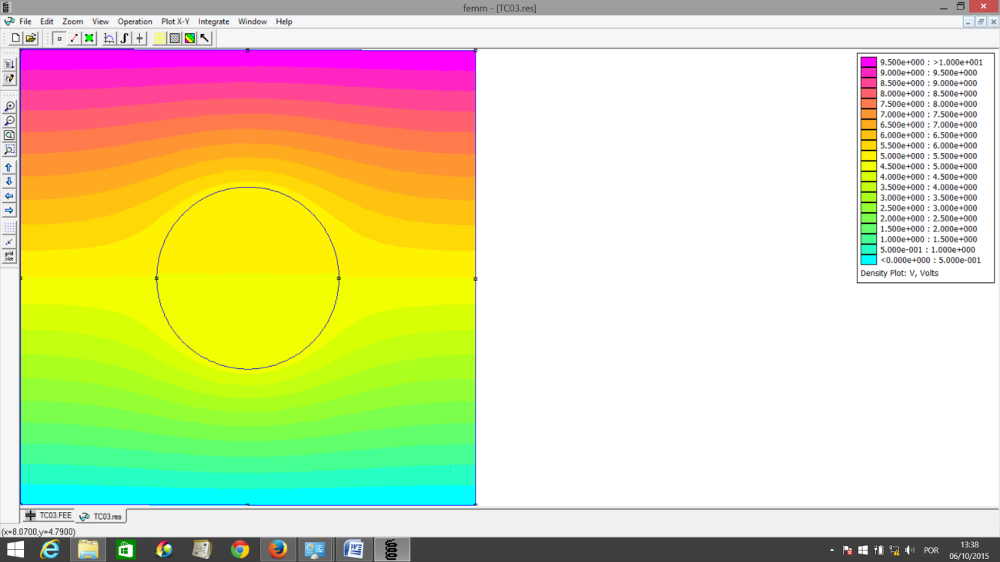 femm - [TC03.res]
File Edit Zoom View Operation Plot X-Y Integrate Window Help
9.500e+000 : >1.000e+001
9.000e+000 : 9.500e+000
8.500e+000 : 9.000e+000
8.000e+000 : 8.500e+000
7.500e+000 : 8.000e+000
7.000e+000 : 7.500e+000
6.500e+000 : 7.000e+000
6.000e+000 : 6.500e+000
5.500e+000 : 6.000e+000
5.000e+000 : 5.500e+000
4.500e+000 : 5.000e+000
4.000e+000 : 4.500e+000
3.500e+000 : 4.000e+000
3.000e+000 : 3.500e+000
2.500e+000 : 3.000e+000
2.000e+000 : 2.500e+000
1.500e+000 : 2.000e+000
1.000e+000 : 1.500e+000
5.000e-001 : 1.000e+000
<0.000e+000 : 5.000e-001
Density Plot: V, Volts
grid
size
TC03.FEE TC03.res
(x=8.0700,y=4.7900)
POR
13:38
06/10/2015